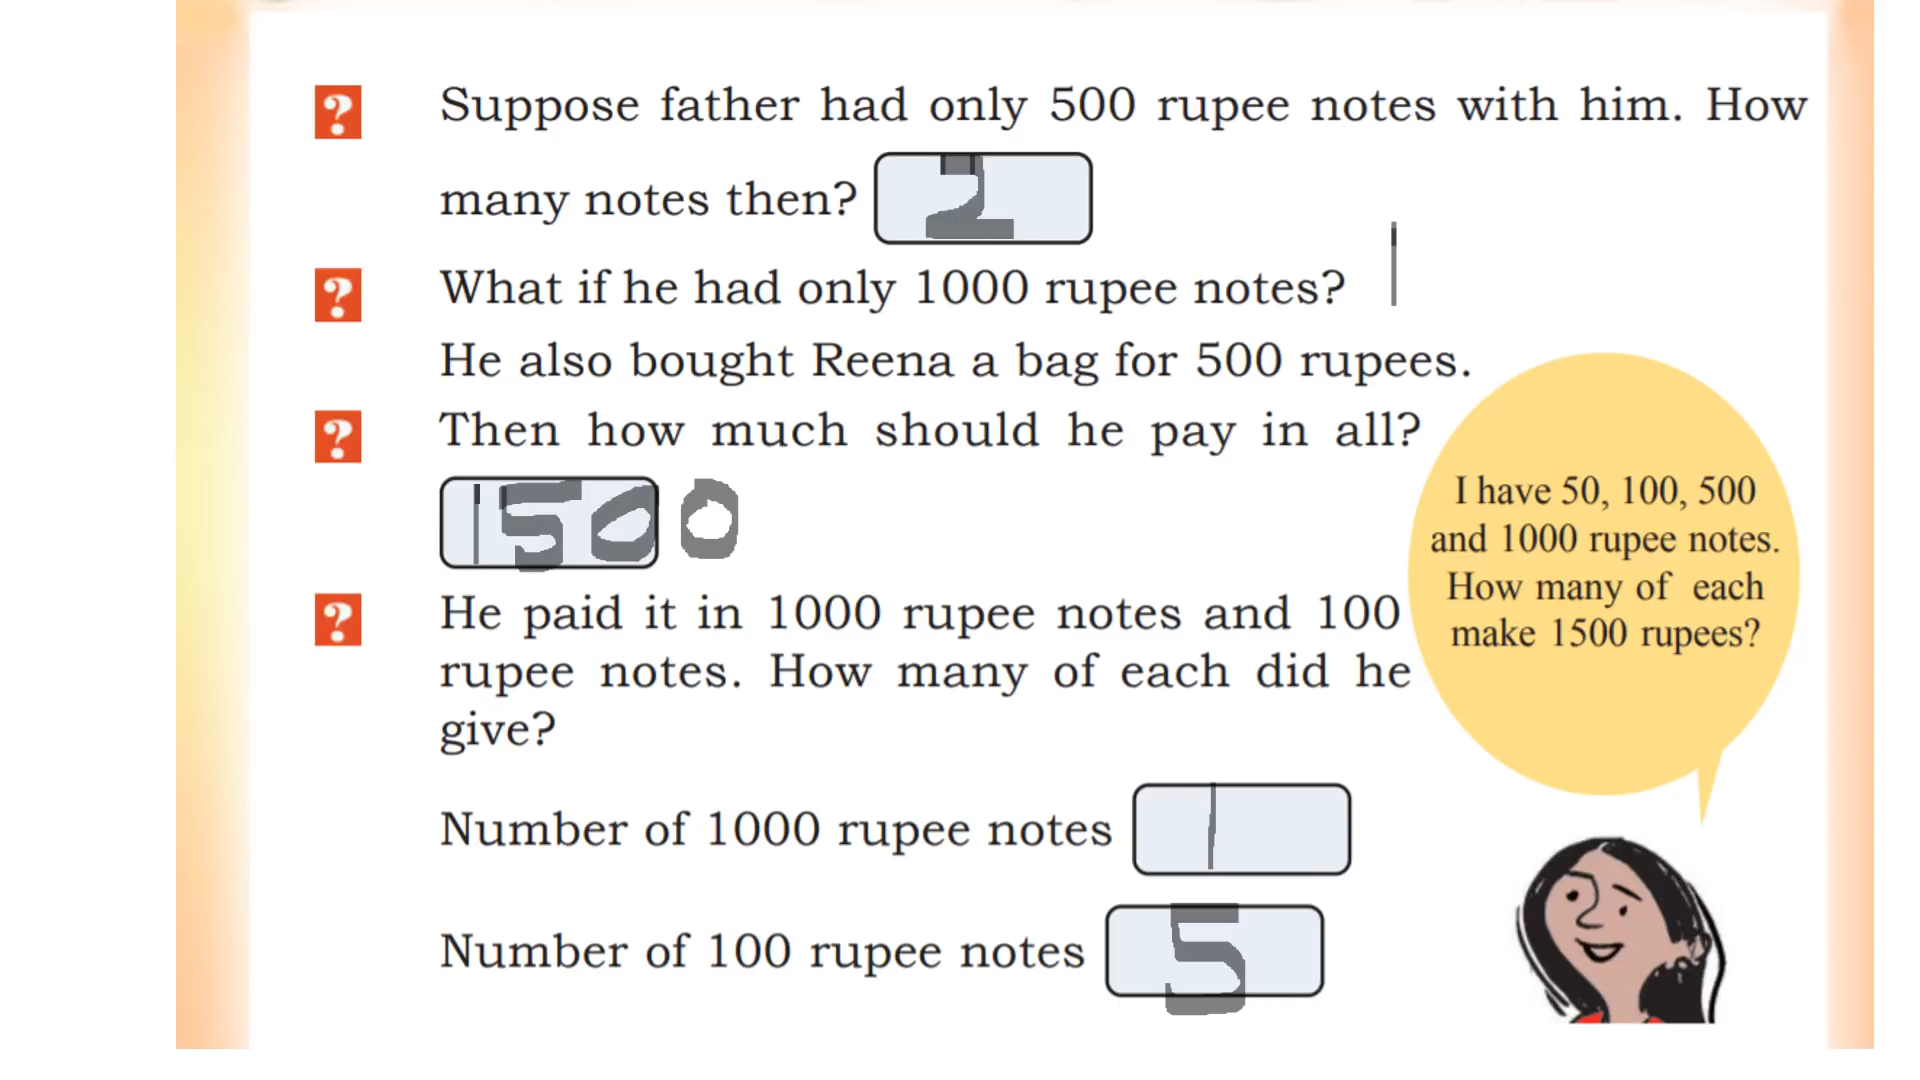 ? Suppose father had only 500 rupee notes with him. How
many notes then? 2
? What if he had only 1000 rupee notes? 1
He also bought Reena a bag for 500 rupees.
? Then how much should he pay in all?
1500
? He paid it in 1000 rupee notes and 100
rupee notes. How many of each did he
give?
Number of 1000 rupee notes 1
Number of 100 rupee notes 5
I have 50, 100, 500
and 1000 rupee notes.
How many of each
make 1500 rupees?